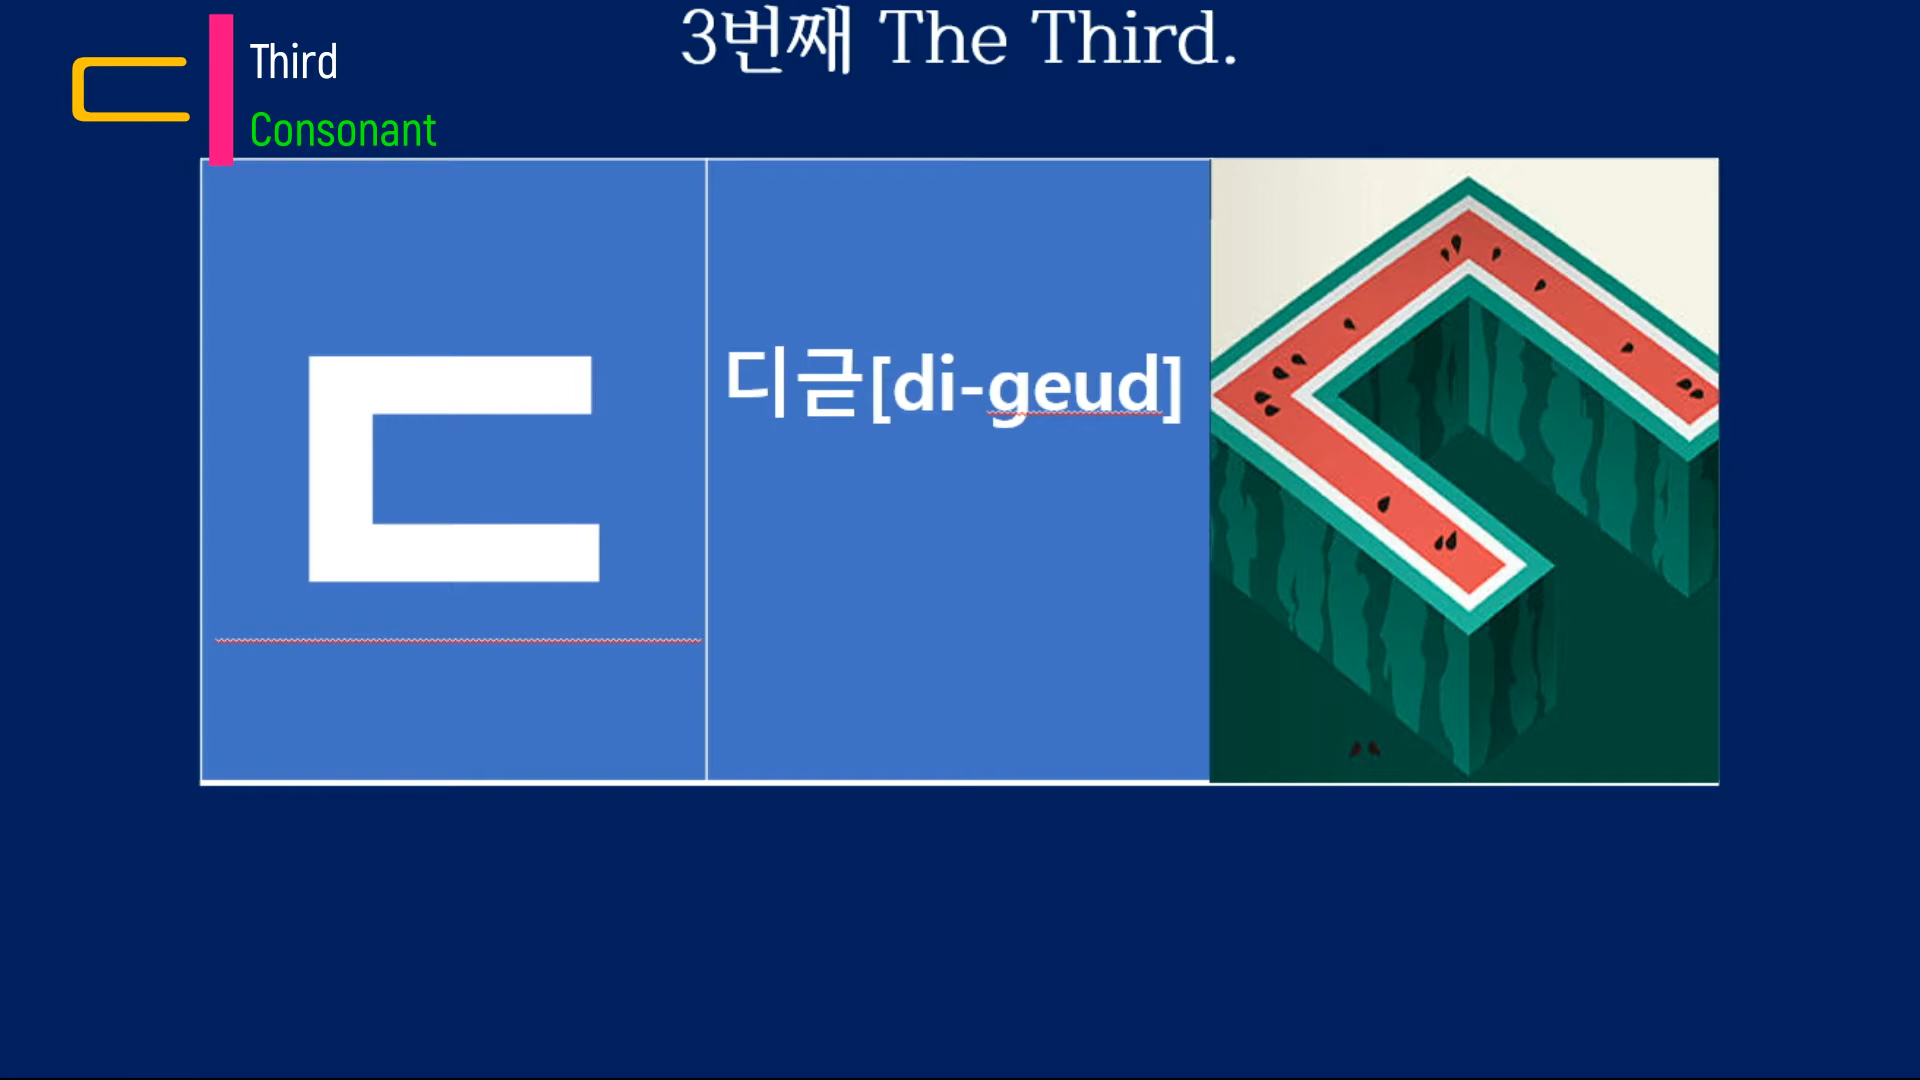 3번째 The Third.
ㄷ
Third
Consonant
ㄷ
디귿[di-geud]